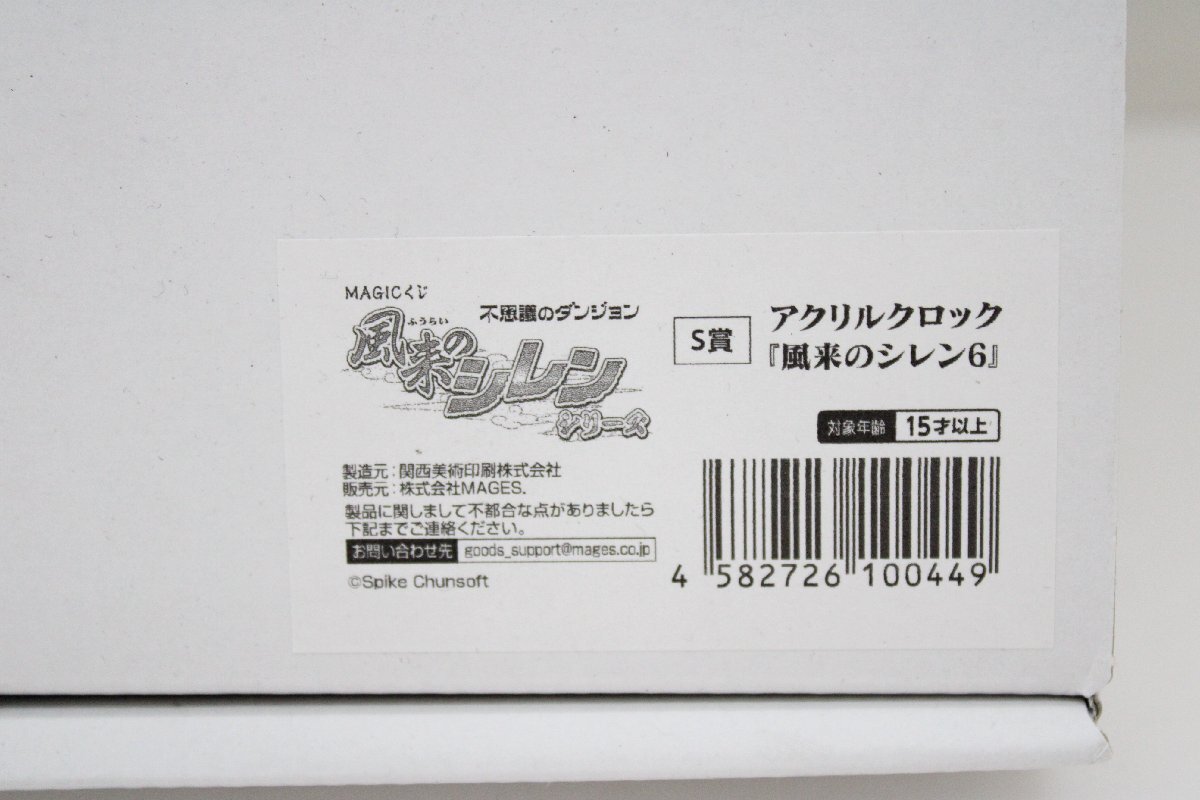 MAGICくじ
不思議のダンジョン
ふうらい
風来の
シレン
シリーズ
S賞
アクリルクロック
『風来のシレン6』
対象年齢 15才以上
製造元:関西美術印刷株式会社
販売元:株式会社MAGES.
製品に関しまして不都合な点がありましたら
下記までご連絡ください。
お問い合わせ先 goods_support@mages.co.jp
©Spike Chunsoft
4 582726 100449